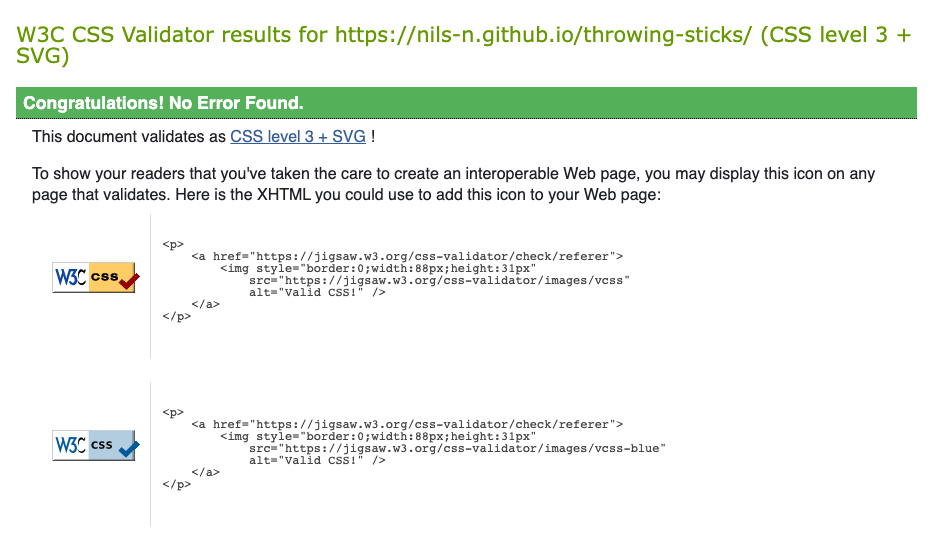 W3C CSS Validator results for https://nils-n.github.io/throwing-sticks/ (CSS level 3 +
SVG)
Congratulations! No Error Found.
This document validates as CSS level 3 + SVG !
To show your readers that you've taken the care to create an interoperable Web page, you may display this icon on any
page that validates. Here is the XHTML you could use to add this icon to your Web page:
W3C css
<p>
    <a href="https://jigsaw.w3.org/css-validator/check/referer">
        <img style="border:0;width:88px;height:31px"
            src="https://jigsaw.w3.org/css-validator/images/vcss"
            alt="Valid CSS!" />
    </a>
</p>
W3C css
<p>
    <a href="https://jigsaw.w3.org/css-validator/check/referer">
        <img style="border:0;width:88px;height:31px"
            src="https://jigsaw.w3.org/css-validator/images/vcss-blue"
            alt="Valid CSS!" />
    </a>
</p>